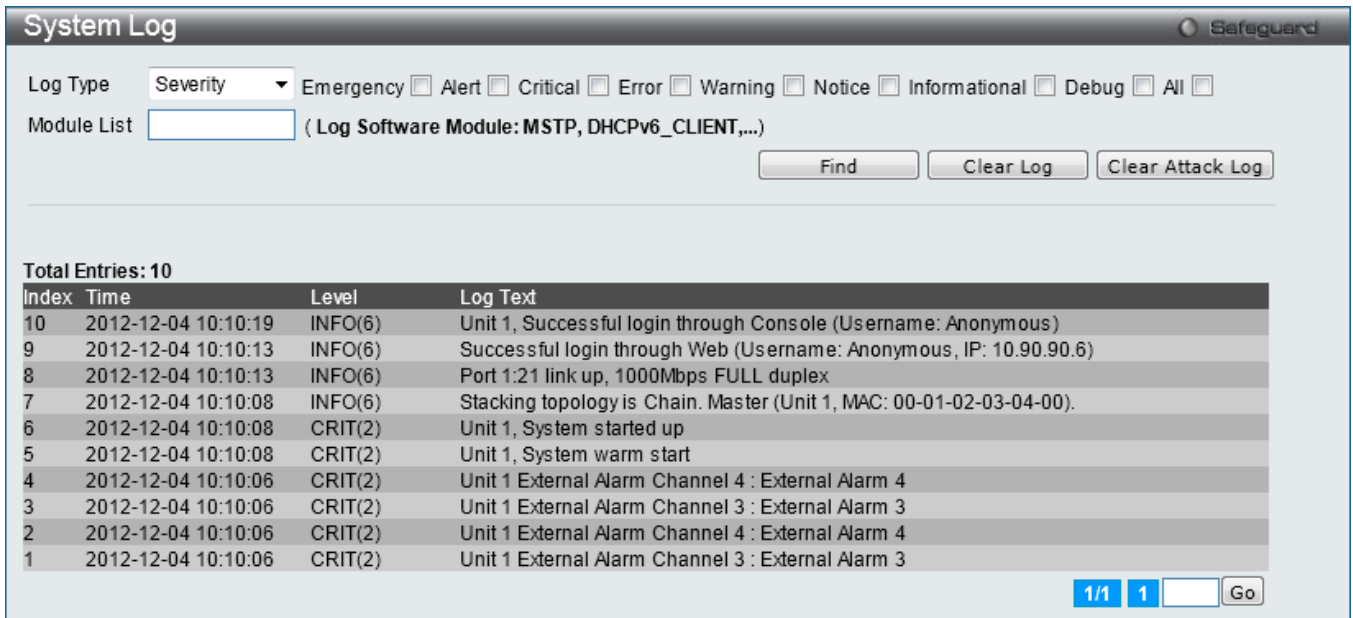 System Log Safeguard
Log Type Severity Emergency Alert Critical Error Warning Notice Informational Debug All
Module List ( Log Software Module: MSTP, DHCPv6_CLIENT,...)
Find Clear Log Clear Attack Log
Total Entries: 10
Index Time Level Log Text
10 2012-12-04 10:10:19 INFO(6) Unit 1, Successful login through Console (Username: Anonymous)
9 2012-12-04 10:10:13 INFO(6) Successful login through Web (Username: Anonymous, IP: 10.90.90.6)
8 2012-12-04 10:10:13 INFO(6) Port 1:21 link up, 1000Mbps FULL duplex
7 2012-12-04 10:10:08 INFO(6) Stacking topology is Chain. Master (Unit 1, MAC: 00-01-02-03-04-00).
6 2012-12-04 10:10:08 CRIT(2) Unit 1, System started up
5 2012-12-04 10:10:08 CRIT(2) Unit 1, System warm start
4 2012-12-04 10:10:06 CRIT(2) Unit 1 External Alarm Channel 4 : External Alarm 4
3 2012-12-04 10:10:06 CRIT(2) Unit 1 External Alarm Channel 3 : External Alarm 3
2 2012-12-04 10:10:06 CRIT(2) Unit 1 External Alarm Channel 4 : External Alarm 4
1 2012-12-04 10:10:06 CRIT(2) Unit 1 External Alarm Channel 3 : External Alarm 3
1/1 1 Go